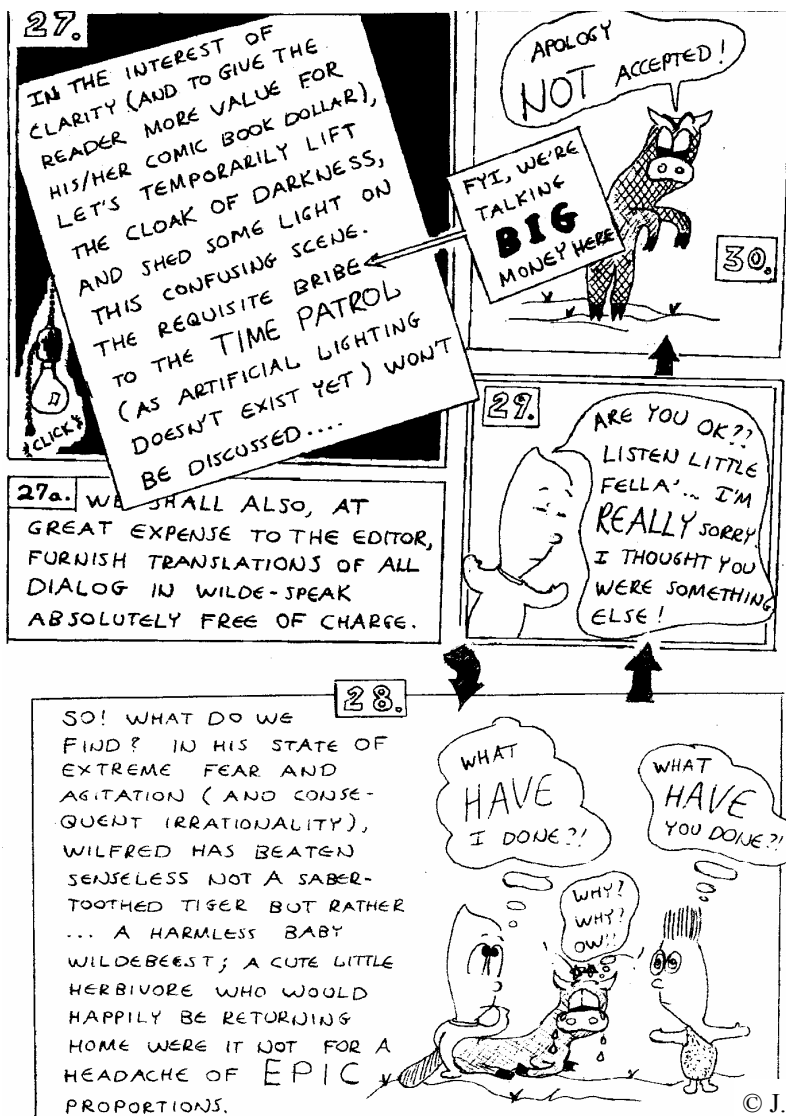 27.
IN THE INTEREST OF
CLARITY (AND TO GIVE THE
READER MORE VALUE FOR
HIS/HER COMIC BOOK DOLLAR),
LET'S TEMPORARILY LIFT
THE CLOAK OF DARKNESS,
AND SHED SOME LIGHT ON
THIS CONFUSING SCENE.
THE REQUISITE BRIBE
TO THE TIME PATROL
(AS ARTIFICIAL LIGHTING
DOESN'T EXIST YET) WON'T
BE DISCUSSED....
FYI, WE'RE
TALKING
BIG
MONEY HERE
CLICK
27a. WE SHALL ALSO, AT
GREAT EXPENSE TO THE EDITOR,
FURNISH TRANSLATIONS OF ALL
DIALOG IN WILDE-SPEAK
ABSOLUTELY FREE OF CHARGE.
28.
SO! WHAT DO WE
FIND? IN HIS STATE OF
EXTREME FEAR AND
AGITATION (AND CONSE-
QUENT IRRATIONALITY),
WILFRED HAS BEATEN
SENSELESS NOT A SABER-
TOOTHED TIGER BUT RATHER
... A HARMLESS BABY
WILDEBEEST; A CUTE LITTLE
HERBIVORE WHO WOULD
HAPPILY BE RETURNING
HOME WERE IT NOT FOR A
HEADACHE OF EPIC
PROPORTIONS.
WHAT
HAVE
I DONE?!
WHY?
WHY?
OW!!
WHAT
HAVE
YOU DONE?!
29.
ARE YOU OK??
LISTEN LITTLE
FELLA'... I'M
REALLY SORRY.
I THOUGHT YOU
WERE SOMETHING
ELSE!
30.
APOLOGY
NOT ACCEPTED!
© J.